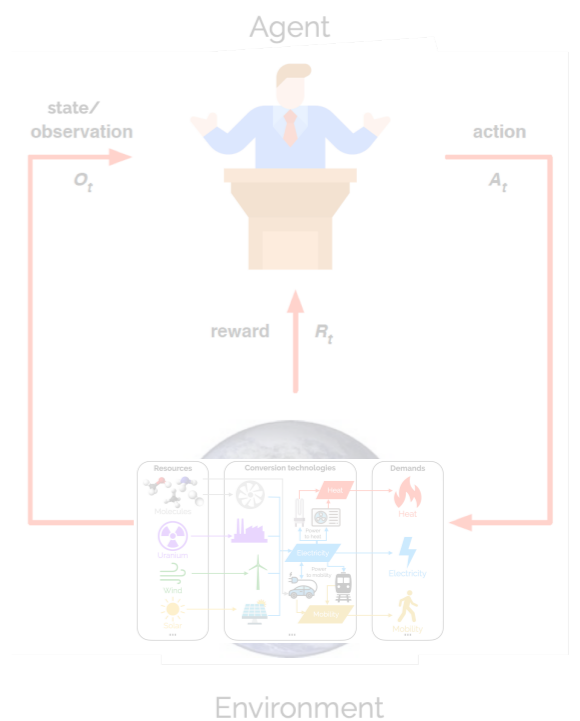 Agent
state/
observation
O_t
action
A_t
reward
R_t
Resources
Conversion technologies
Demands
Molecules
Uranium
Wind
Solar
...
Heat
Power
to heat
Electricity
Power
to mobility
Mobility
...
Heat
Electricity
Mobility
...
Environment